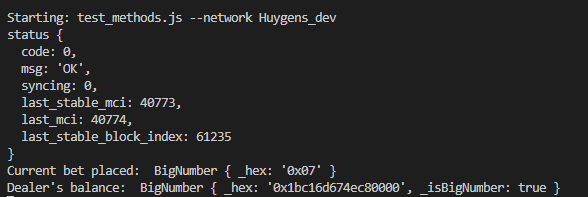 Starting: test_methods.js --network Huygens_dev
status {
  code: 0,
  msg: 'OK',
  syncing: 0,
  last_stable_mci: 40773,
  last_mci: 40774,
  last_stable_block_index: 61235
}
Current bet placed:  BigNumber { _hex: '0x07' }
Dealer's balance:  BigNumber { _hex: '0x1bc16d674ec80000', _isBigNumber: true }